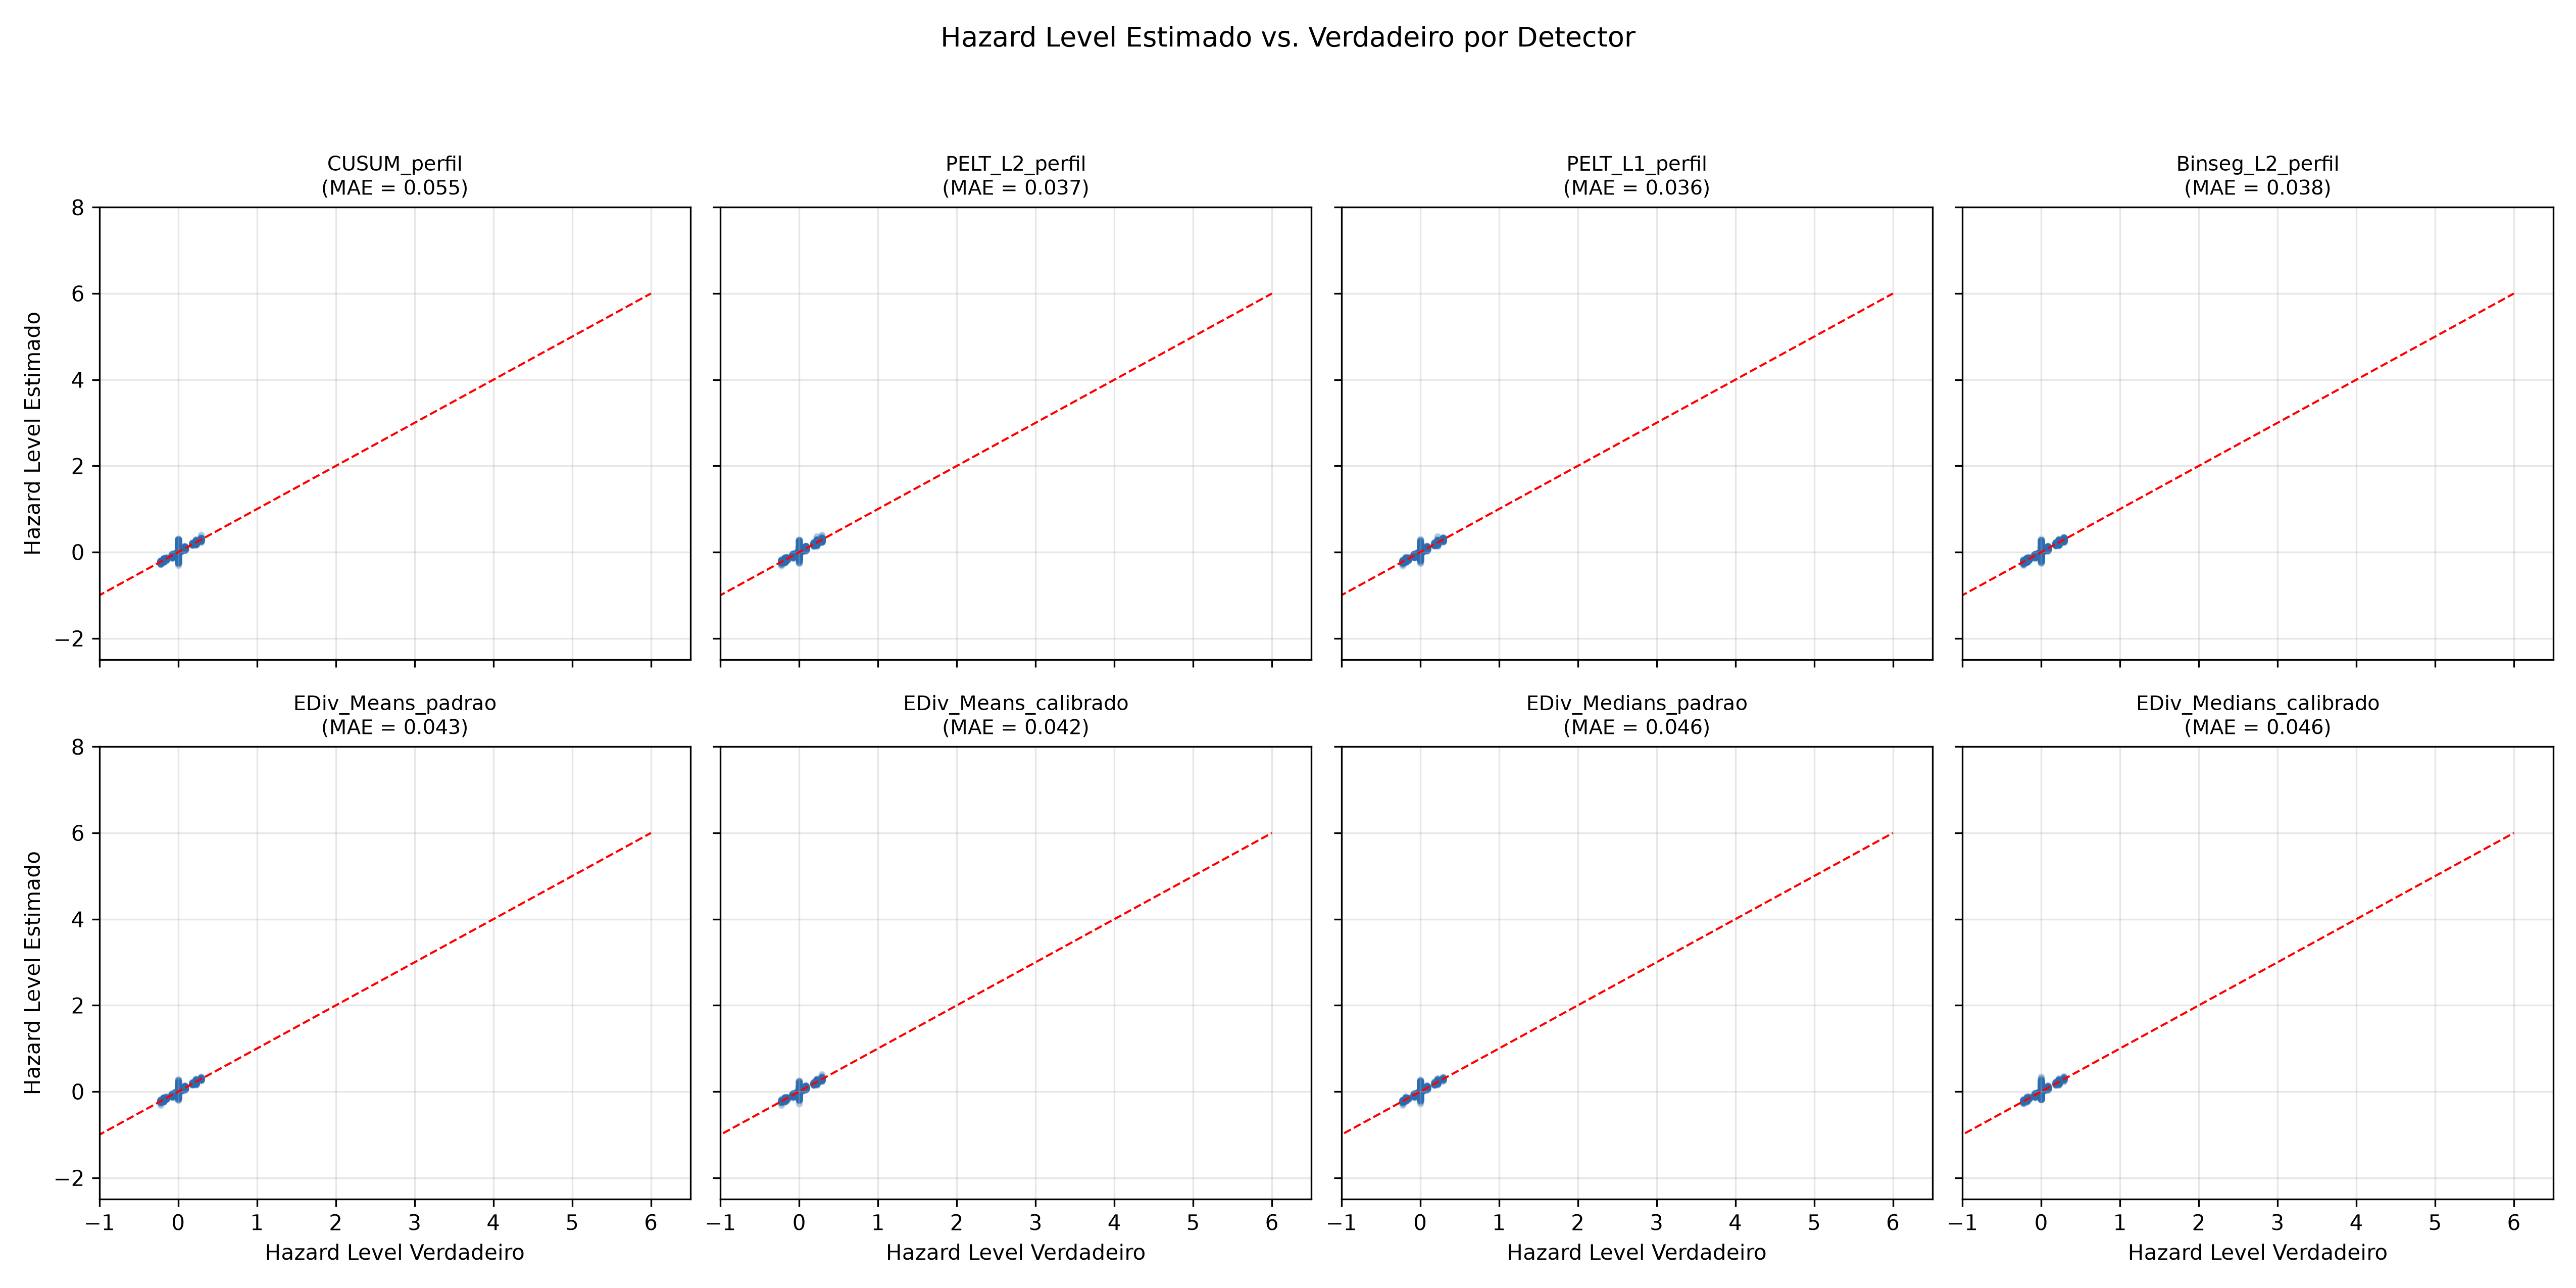 Hazard Level Estimado vs. Verdadeiro por Detector
CUSUM_perfil
(MAE = 0.055)
PELT_L2_perfil
(MAE = 0.037)
PELT_L1_perfil
(MAE = 0.036)
Binseg_L2_perfil
(MAE = 0.038)
Hazard Level Estimado
8
6
4
2
0
−2
EDiv_Means_padrao
(MAE = 0.043)
EDiv_Means_calibrado
(MAE = 0.042)
EDiv_Medians_padrao
(MAE = 0.046)
EDiv_Medians_calibrado
(MAE = 0.046)
Hazard Level Estimado
8
6
4
2
0
−2
−1 0 1 2 3 4 5 6
−1 0 1 2 3 4 5 6
−1 0 1 2 3 4 5 6
−1 0 1 2 3 4 5 6
Hazard Level Verdadeiro
Hazard Level Verdadeiro
Hazard Level Verdadeiro
Hazard Level Verdadeiro